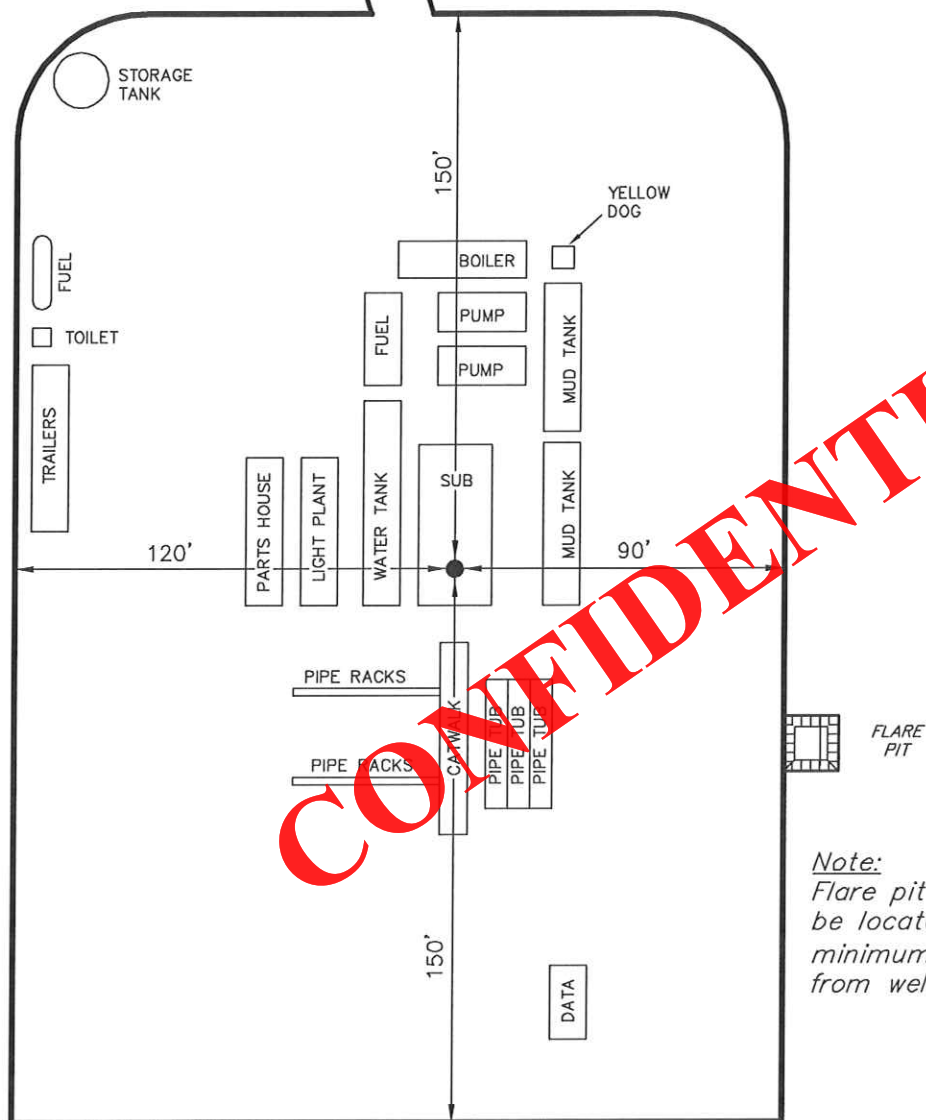 STORAGE
TANK
150'
YELLOW
DOG
FUEL
BOILER
TOILET
FUEL
PUMP
MUD TANK
PUMP
TRAILERS
PARTS HOUSE
LIGHT PLANT
WATER TANK
SUB
MUD TANK
120'
90'
PIPE RACKS
CATWALK
PIPE TUB
PIPE TUB
PIPE TUB
FLARE
PIT
PIPE RACKS
CONFIDENTI
Note:
Flare pit
be locat
minimum
from wel
150'
DATA